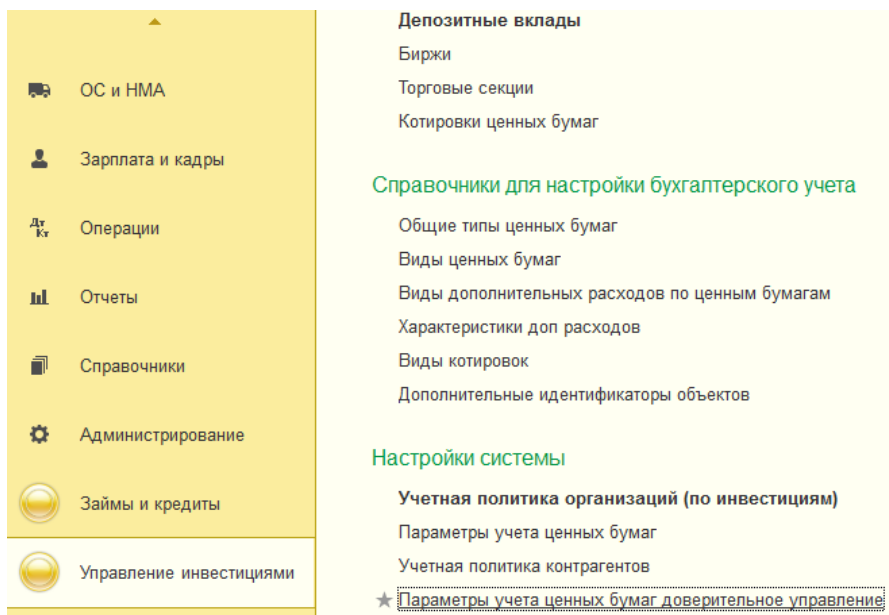 ОС и НМА
Зарплата и кадры
Дт
Кт
Операции
Отчеты
Справочники
Администрирование
Займы и кредиты
Управление инвестициями
Депозитные вклады
Биржи
Торговые секции
Котировки ценных бумаг
Справочники для настройки бухгалтерского учета
Общие типы ценных бумаг
Виды ценных бумаг
Виды дополнительных расходов по ценным бумагам
Характеристики доп расходов
Виды котировок
Дополнительные идентификаторы объектов
Настройки системы
Учетная политика организаций (по инвестициям)
Параметры учета ценных бумаг
Учетная политика контрагентов
Параметры учета ценных бумаг доверительное управление